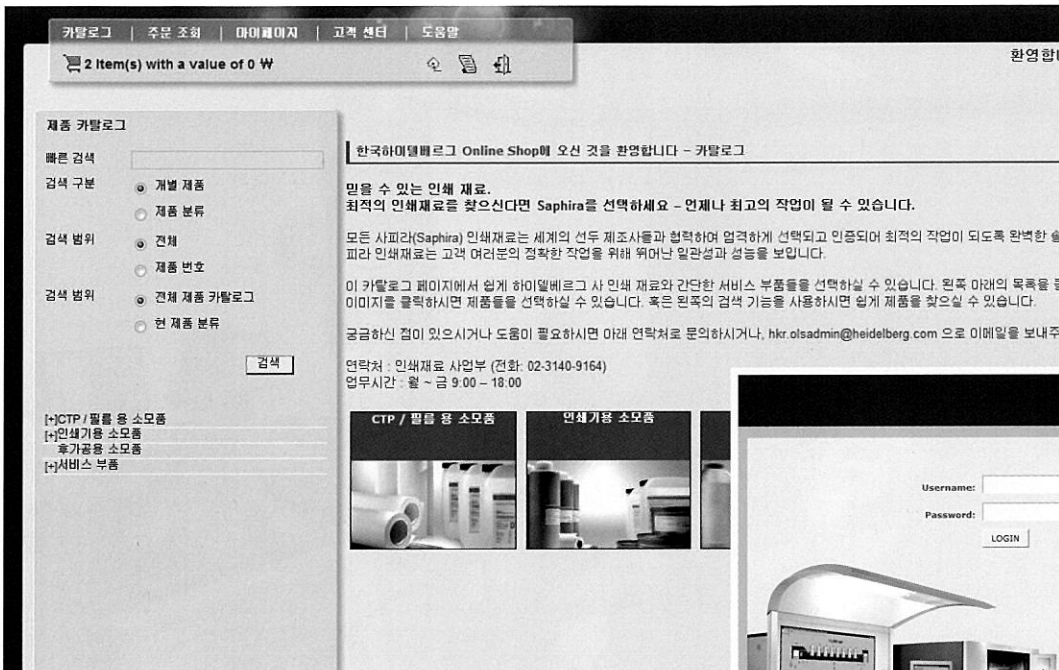 카탈로그 | 주문 조회 | 마이페이지 | 고객 센터 | 도움말
2 Item(s) with a value of 0 ₩
환영합니
제품 카탈로그
빠른 검색
검색 구분
개별 제품
제품 분류
검색 범위
전체
제품 번호
검색 범위
전체 제품 카탈로그
현 제품 분류
검색
[+]CTP / 필름 용 소모품
[+]인쇄기용 소모품
후가공용 소모품
[+]서비스 부품
한국하이델베르그 Online Shop에 오신 것을 환영합니다 – 카탈로그
믿을 수 있는 인쇄 재료.
최적의 인쇄재료를 찾으신다면 Saphira를 선택하세요 – 언제나 최고의 작업이 될 수 있습니다.
모든 사피라(Saphira) 인쇄재료는 세계의 선두 제조사들과 협력하여 엄격하게 선택되고 인증되어 최적의 작업이 되도록 완벽한
피라 인쇄재료는 고객 여러분의 정확한 작업을 위해 뛰어난 일관성과 성능을 보입니다.
이 카탈로그 페이지에서 쉽게 하이델베르그 사 인쇄 재료와 간단한 서비스 부품들을 선택하실 수 있습니다. 왼쪽 아래의 목록을
이미지를 클릭하시면 제품들을 선택하실 수 있습니다. 혹은 왼쪽의 검색 기능을 사용하시면 쉽게 제품을 찾으실 수 있습니다.
궁금하신 점이 있으시거나 도움이 필요하시면 아래 연락처로 문의하시거나, hkr.olsadmin@heidelberg.com 으로 이메일을 보내주
연락처 : 인쇄재료 사업부 (전화: 02-3140-9164)
업무시간 : 월 ~ 금 9:00 – 18:00
CTP / 필름 용 소모품
인쇄기용 소모품
Username:
Password:
LOGIN